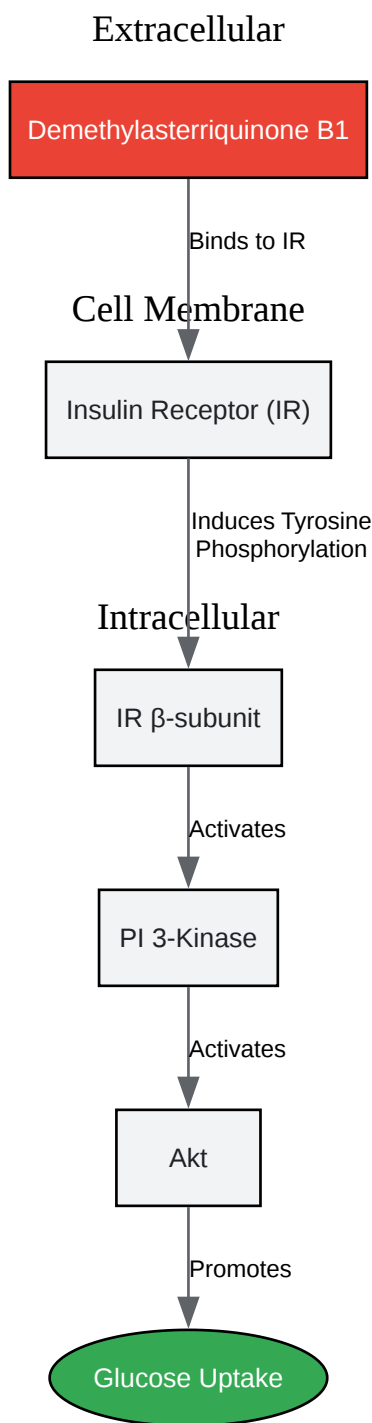 Extracellular
Demethylasterriquinone B1
Binds to IR
Cell Membrane
Insulin Receptor (IR)
Induces Tyrosine
Phosphorylation
Intracellular
IR β-subunit
Activates
PI 3-Kinase
Activates
Akt
Promotes
Glucose Uptake